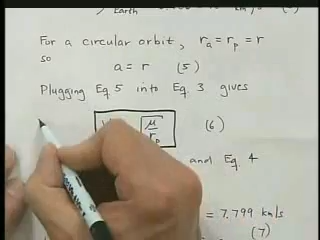 Earth
For a circular orbit, ra = rp = r
so
a = r (5)
Plugging Eq. 5 into Eq. 3 gives
μ
rp (6)
and Eq. 4
= 7.799 km/s
(7)